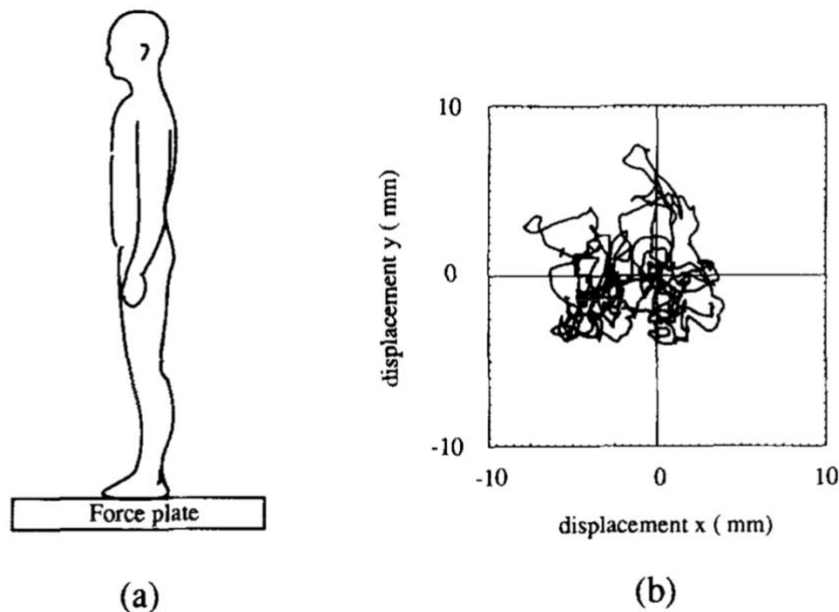 Force plate
(a)
10
0
-10
displacement y ( mm)
-10
0
10
displacement x ( mm)
(b)